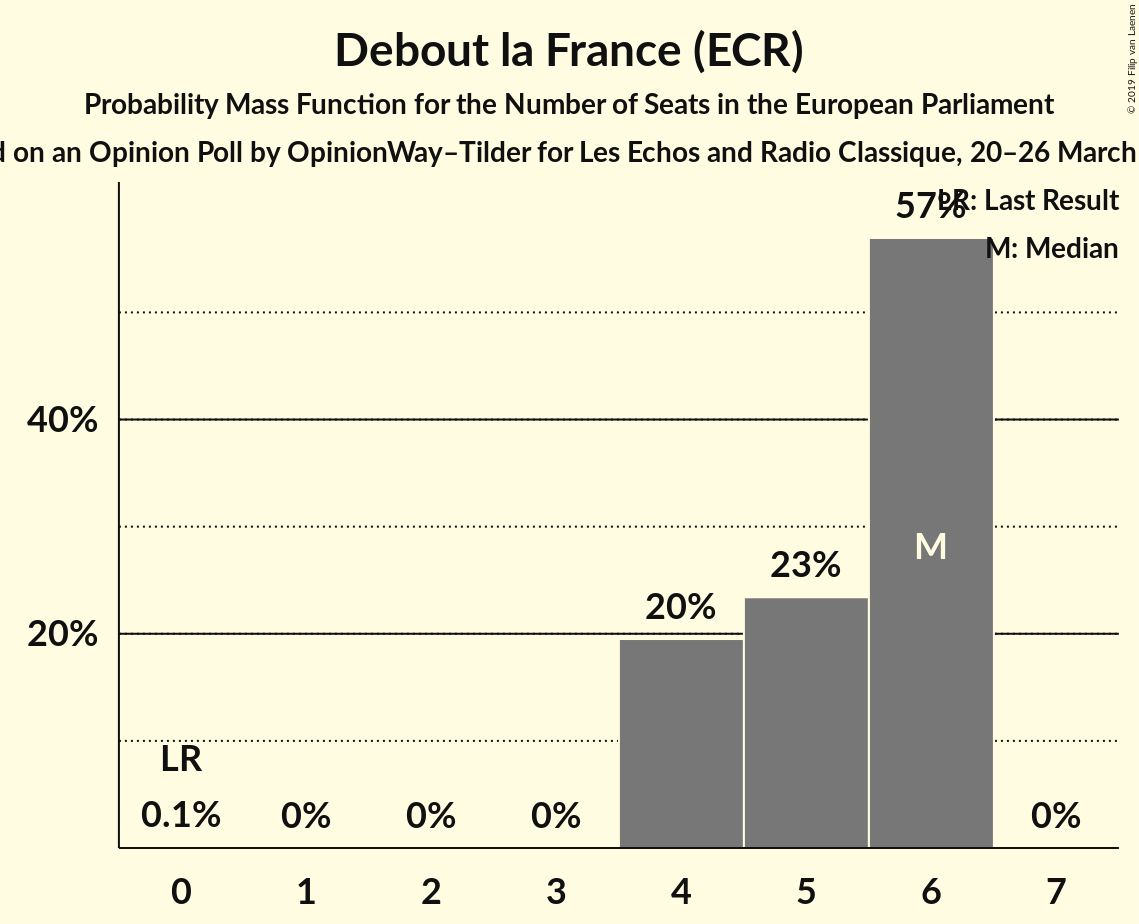 Debout la France (ECR)
Probability Mass Function for the Number of Seats in the European Parliament
on an Opinion Poll by OpinionWay–Tilder for Les Echos and Radio Classique, 20–26 March
© 2019 Filip van Laenen
LR: Last Result
M: Median
57%
40%
M
23%
20%
20%
LR
0.1%
0%
0%
0%
0%
0
1
2
3
4
5
6
7